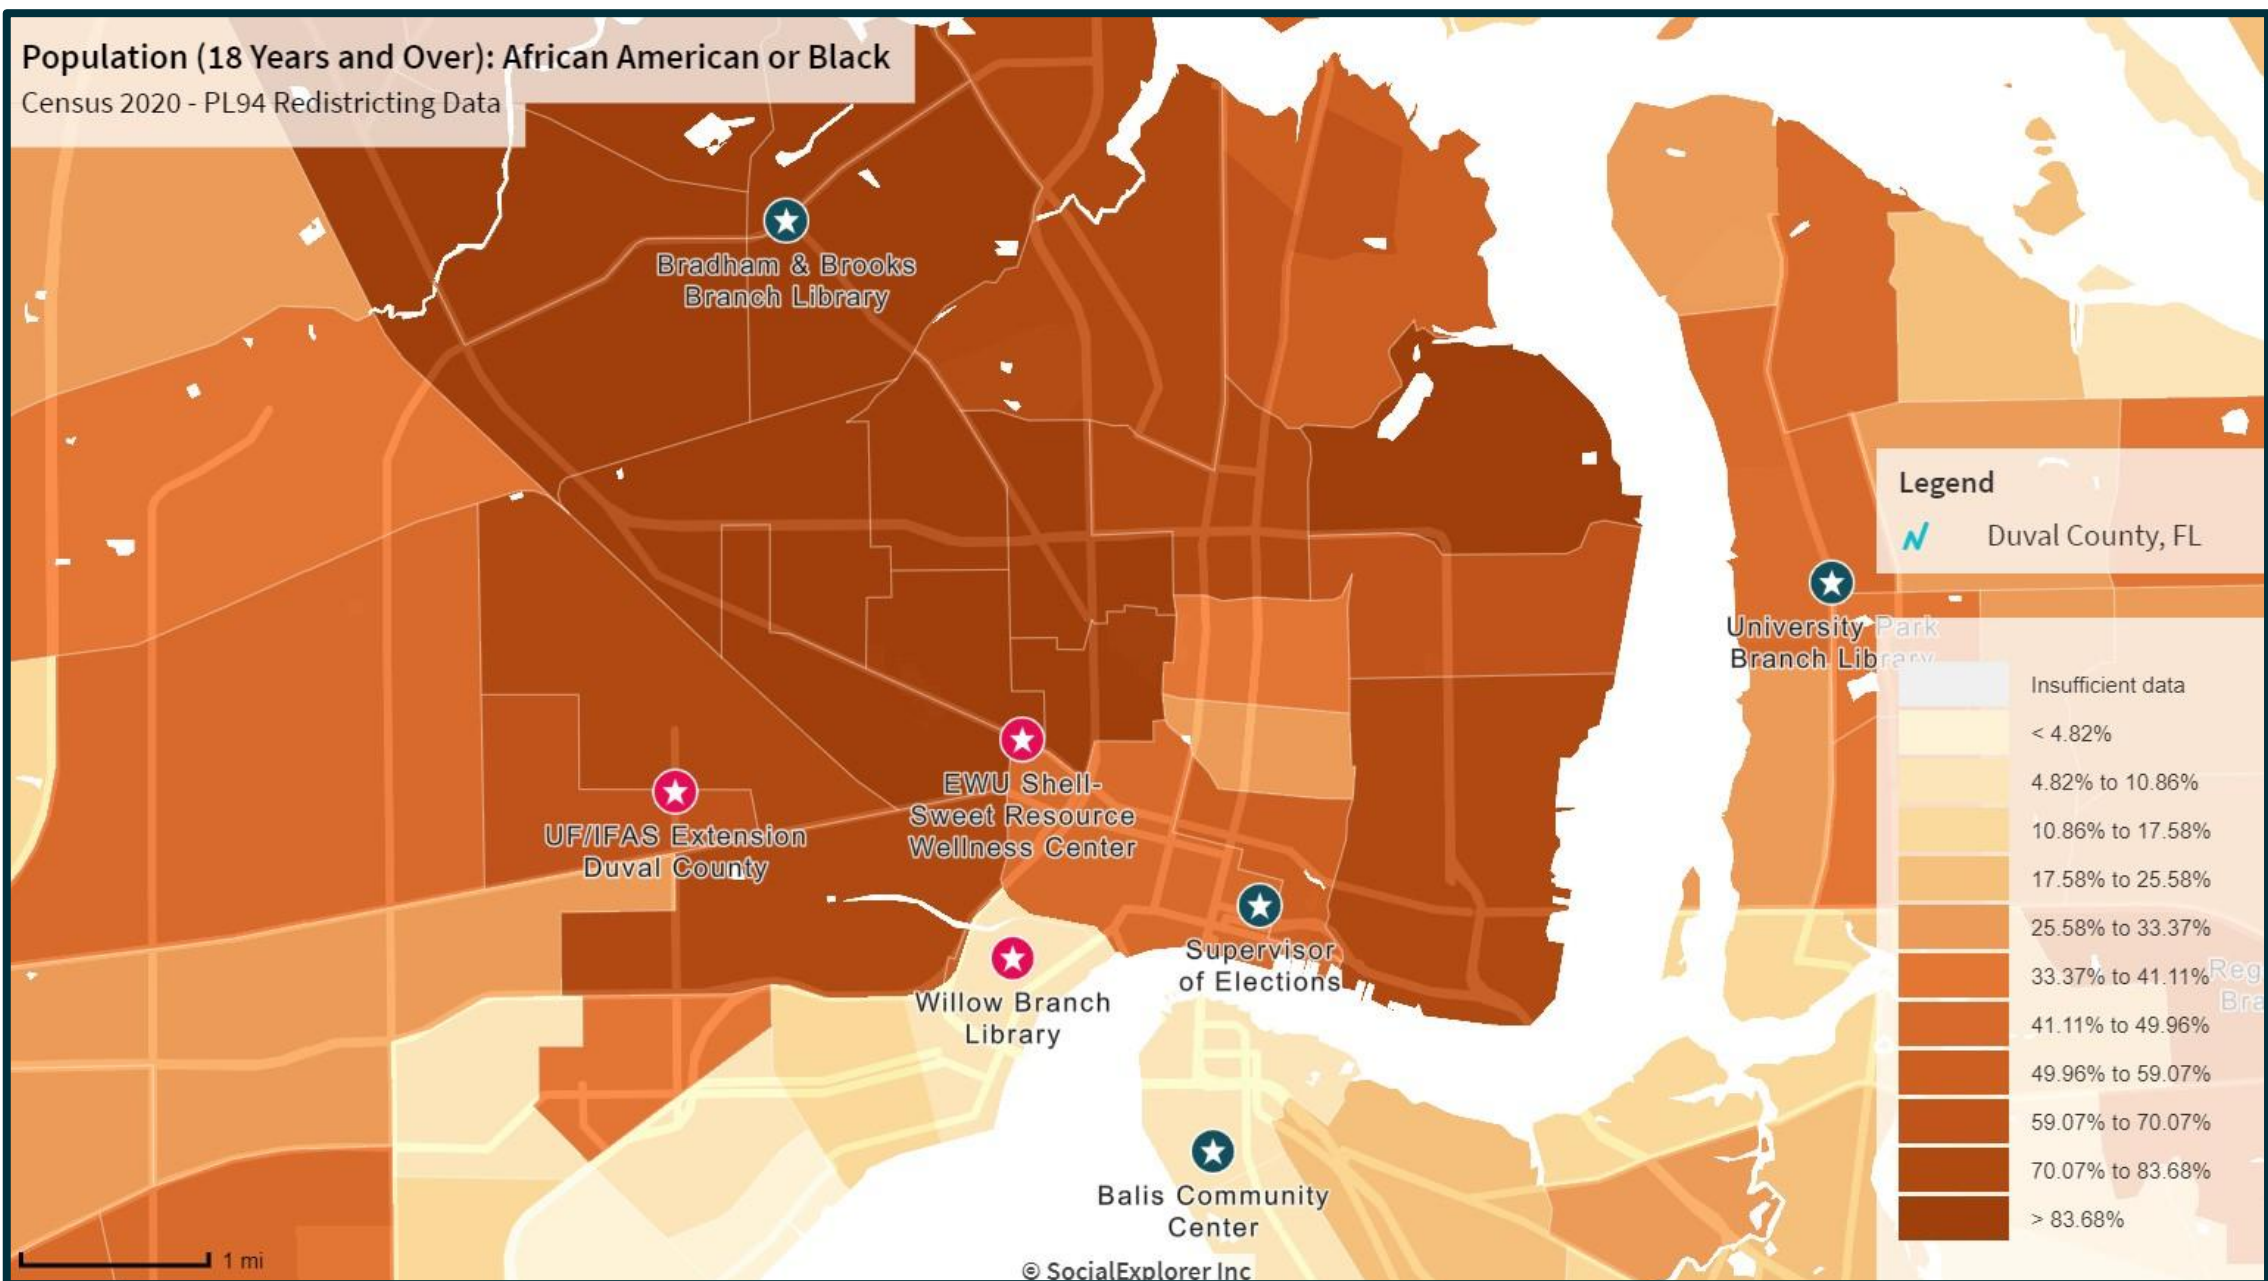 Population (18 Years and Over): African American or Black
Census 2020 - PL94 Redistricting Data
Bradham & Brooks
Branch Library
Legend
Duval County, FL
University Park
Branch Library
EWU Shell-
Sweet Resource
Wellness Center
UF/IFAS Extension
Duval County
Supervisor
of Elections
Willow Branch
Library
Balis Community
Center
Insufficient data
< 4.82%
4.82% to 10.86%
10.86% to 17.58%
17.58% to 25.58%
25.58% to 33.37%
33.37% to 41.11%
41.11% to 49.96%
49.96% to 59.07%
59.07% to 70.07%
70.07% to 83.68%
> 83.68%
Reg
Bra
1 mi
© SocialExplorer Inc